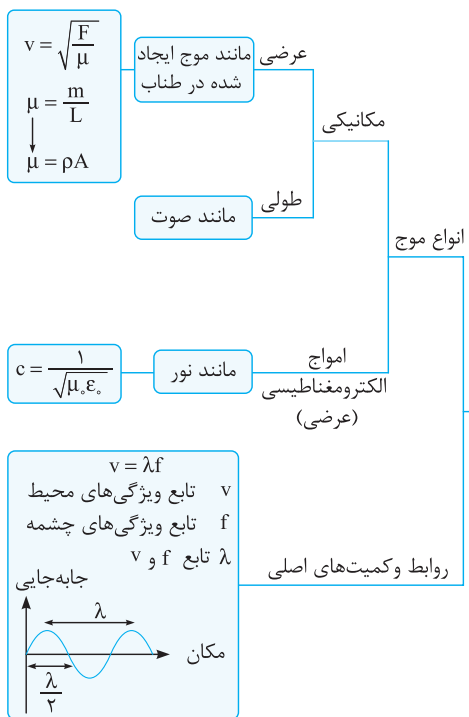 انواع موج
مکانیکی
عرضی
مانند موج ایجاد
شده در طناب
v = √(F/μ)
μ = m/L
μ = ρA
طولی
مانند صوت
امواج
الکترومغناطیسی
(عرضی)
مانند نور
c = ۱/√(μ₀ε₀)
روابط وکمیت‌های اصلی
v = λf
v تابع ویژگی‌های محیط
f تابع ویژگی‌های چشمه
λ تابع f و v
جابه‌جایی
λ
مکان
λ/۲